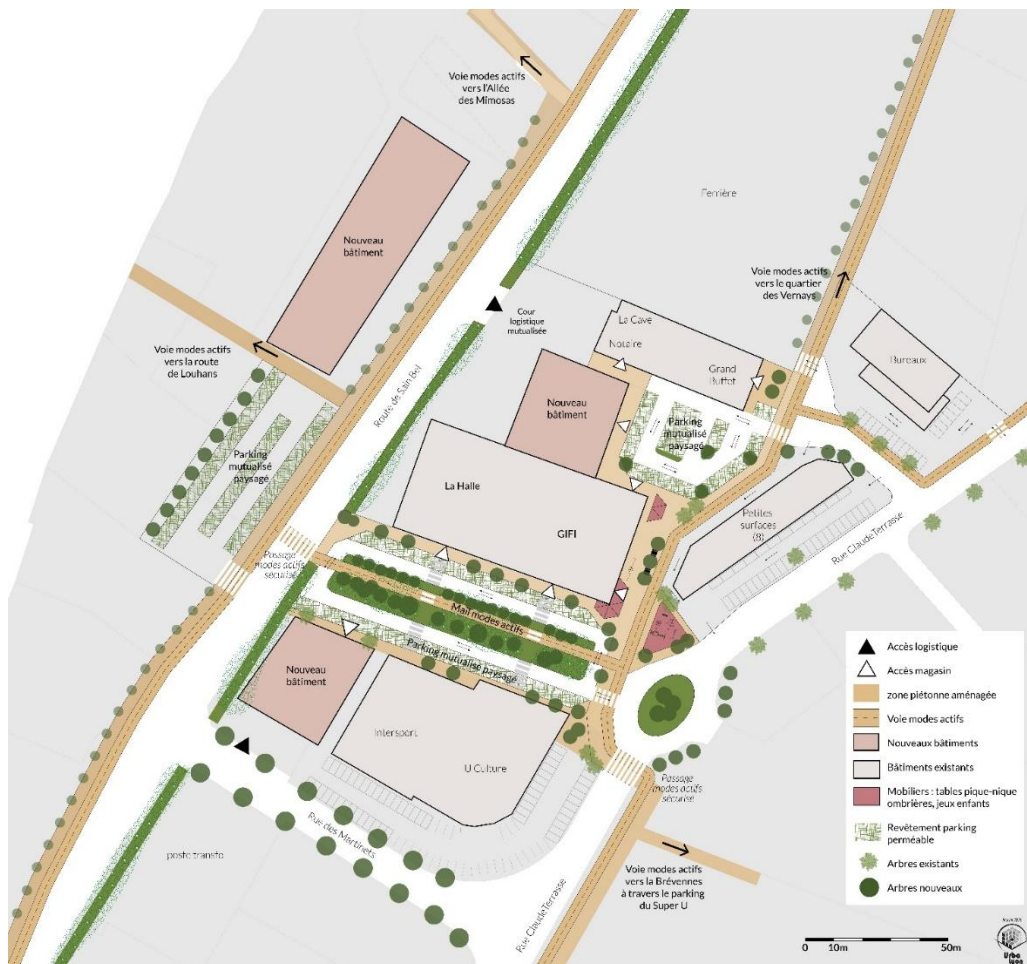 Voie modes actifs
vers l'Allée
des Mimosas
Nouveau
bâtiment
Ferrière
Voie modes actifs
vers le quartier
des Vernays
Cour
logistique
mutualisée
La Cave
Notaire
Grand
Buffet
Bureaux
Voie modes actifs
vers la route
de Louhans
Route de Sain Bel
Nouveau
bâtiment
Parking
mutualisé
paysagé
Parking
mutualisé
paysagé
La Halle
GIFI
Petites
surfaces
(8)
Rue Claude Terrasse
Passage
modes actifs
sécurisé
Mail modes actifs
Parking mutualisé paysagé
Nouveau
bâtiment
Intersport
U Culture
Passage
modes actifs
sécurisé
Rue des Martinets
poste transfo
Voie modes actifs
vers la Brévennes
à travers le parking
du Super U
Rue Claude Terrasse
Accès logistique
Accès magasin
zone piétonne aménagée
Voie modes actifs
Nouveaux bâtiments
Bâtiments existants
Mobiliers : tables pique-nique
ombrières, jeux enfants
Revêtement parking
perméable
Arbres existants
Arbres nouveaux
0 10m 50m